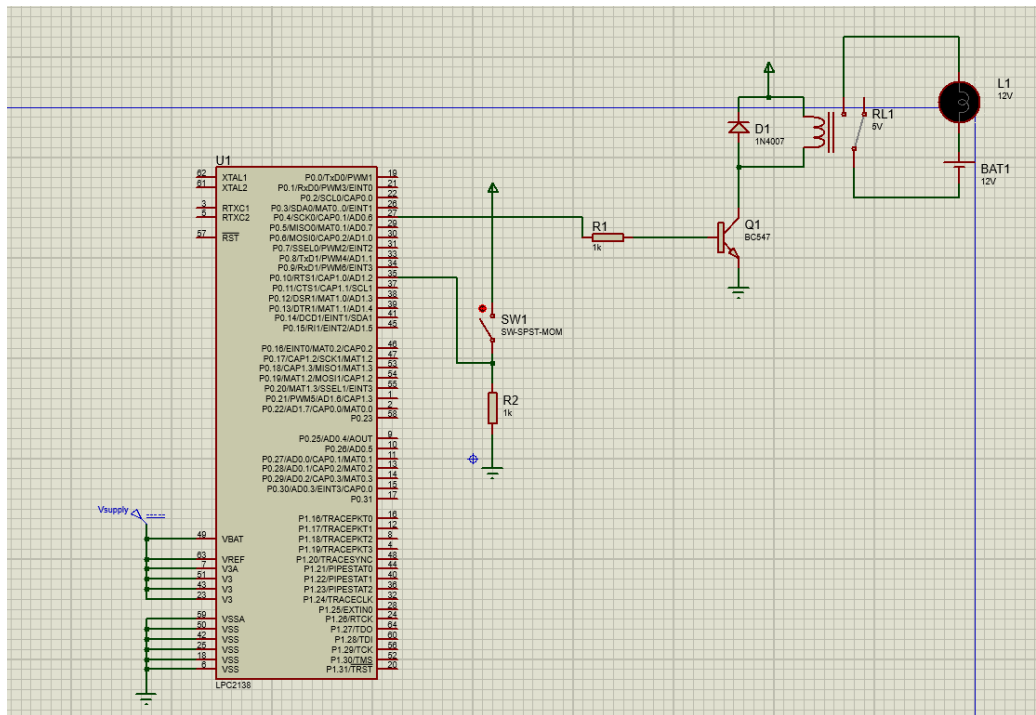 U1
62 XTAL1
61 XTAL2
3 RTXC1
5 RTXC2
57 RST
49 VBAT
63 VREF
7 V3A
51 V3
43 V3
23 V3
59 VSSA
50 VSS
42 VSS
25 VSS
18 VSS
6 VSS
P0.0/TxD0/PWM1 19
P0.1/RxD0/PWM3/EINT0 21
P0.2/SCL0/CAP0.0 22
P0.3/SDA0/MAT0..0/EINT1 26
P0.4/SCK0/CAP0.1/AD0.6 27
P0.5/MISO0/MAT0.1/AD0.7 29
P0.6/MOSI0/CAP0.2/AD1.0 30
P0.7/SSEL0/PWM2/EINT2 31
P0.8/TxD1/PWM4/AD1.1 33
P0.9/RxD1/PWM6/EINT3 34
P0.10/RTS1/CAP1.0/AD1.2 35
P0.11/CTS1/CAP1.1/SCL1 37
P0.12/DSR1/MAT1.0/AD1.3 38
P0.13/DTR1/MAT1.1/AD1.4 39
P0.14/DCD1/EINT1/SDA1 41
P0.15/RI1/EINT2/AD1.5 45
P0.16/EINT0/MAT0.2/CAP0.2 46
P0.17/CAP1.2/SCK1/MAT1.2 47
P0.18/CAP1.3/MISO1/MAT1.3 53
P0.19/MAT1.2/MOSI1/CAP1.2 54
P0.20/MAT1.3/SSEL1/EINT3 55
P0.21/PWM5/AD1.6/CAP1.3 1
P0.22/AD1.7/CAP0.0/MAT0.0 2
P0.23 58
P0.25/AD0.4/AOUT 9
P0.26/AD0.5 10
P0.27/AD0.0/CAP0.1/MAT0.1 11
P0.28/AD0.1/CAP0.2/MAT0.2 13
P0.29/AD0.2/CAP0.3/MAT0.3 14
P0.30/AD0.3/EINT3/CAP0.0 15
P0.31 17
P1.16/TRACEPKT0 16
P1.17/TRACEPKT1 12
P1.18/TRACEPKT2 8
P1.19/TRACEPKT3 4
P1.20/TRACESYNC 48
P1.21/PIPESTAT0 44
P1.22/PIPESTAT1 40
P1.23/PIPESTAT2 36
P1.24/TRACECLK 32
P1.25/EXTIN0 28
P1.26/RTCK 24
P1.27/TDO 64
P1.28/TDI 60
P1.29/TCK 56
P1.30/TMS 52
P1.31/TRST 20
LPC2138
Vsupply
SW1
SW-SPST-MOM
R2
1k
R1
1k
Q1
BC547
D1
1N4007
RL1
5V
L1
12V
BAT1
12V